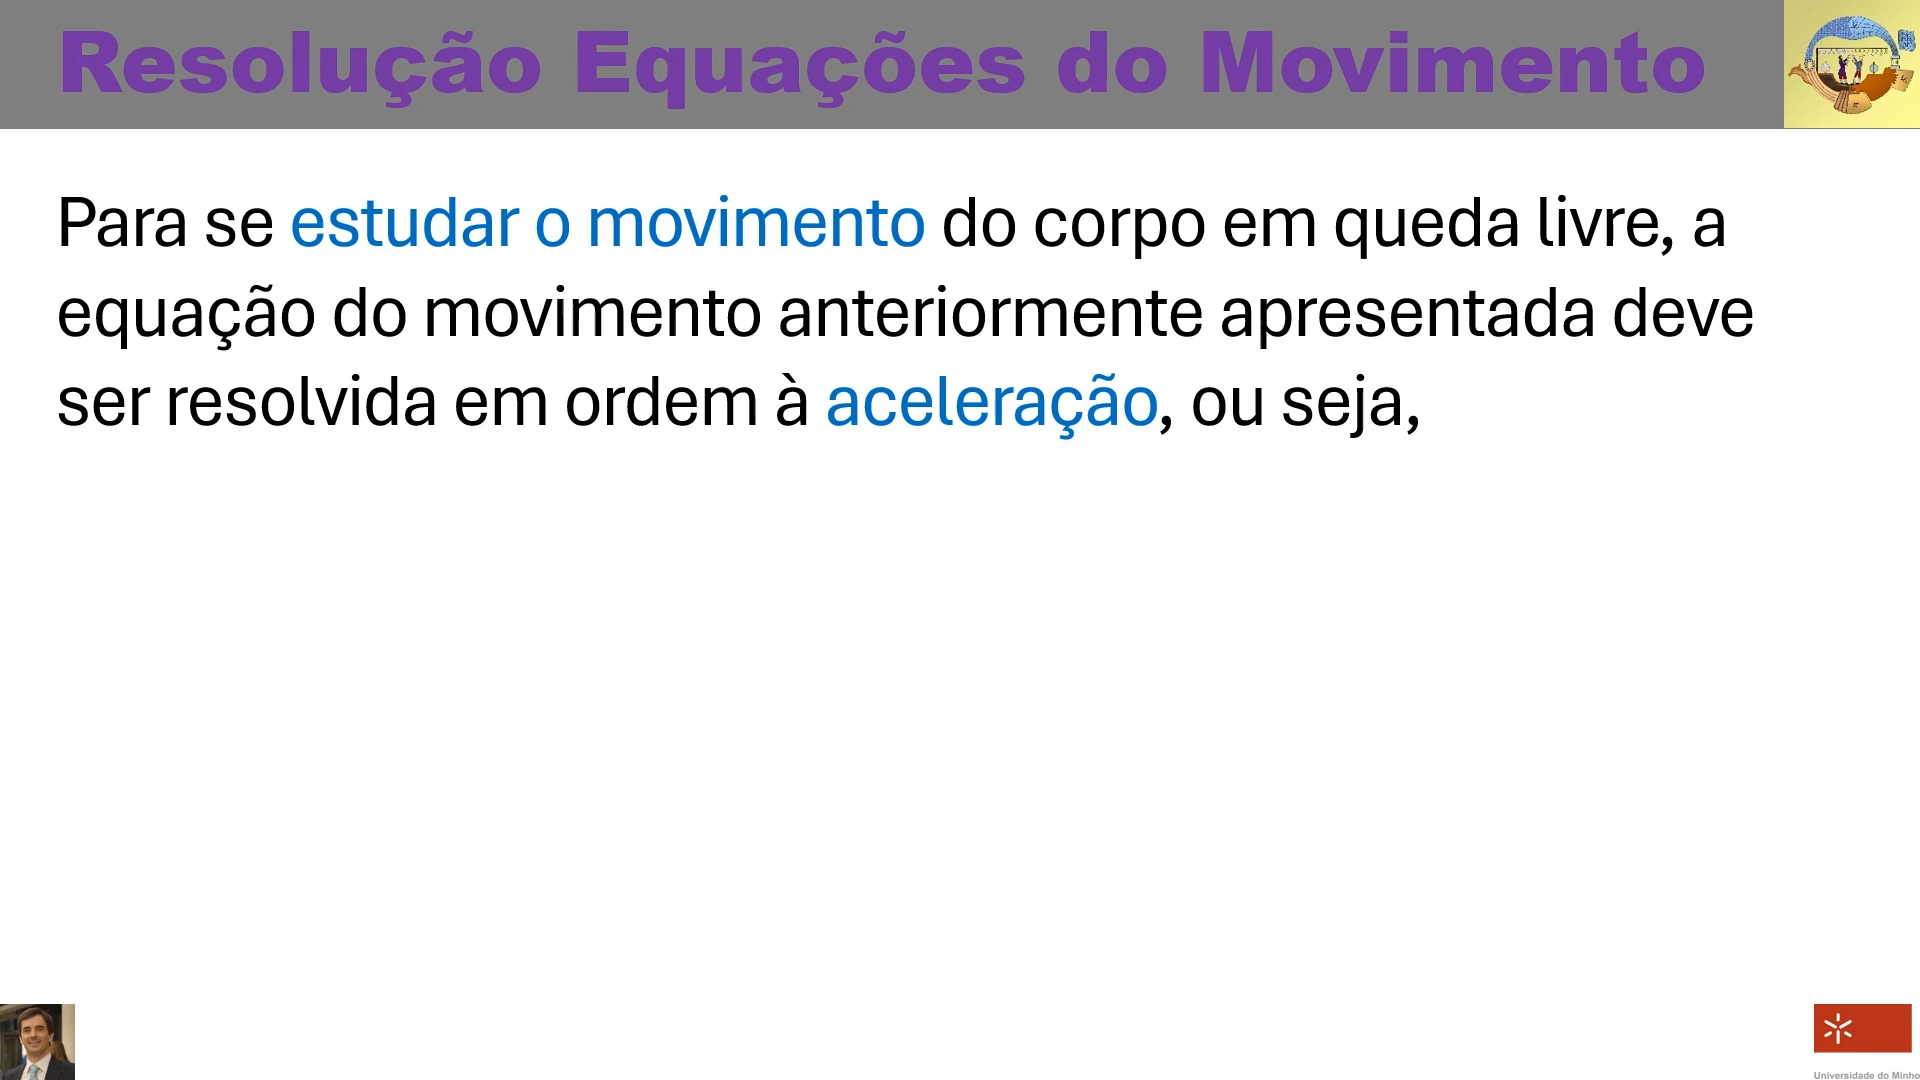 Resolução Equações do Movimento
Para se estudar o movimento do corpo em queda livre, a
equação do movimento anteriormente apresentada deve
ser resolvida em ordem à aceleração, ou seja,
Universidade do Minho